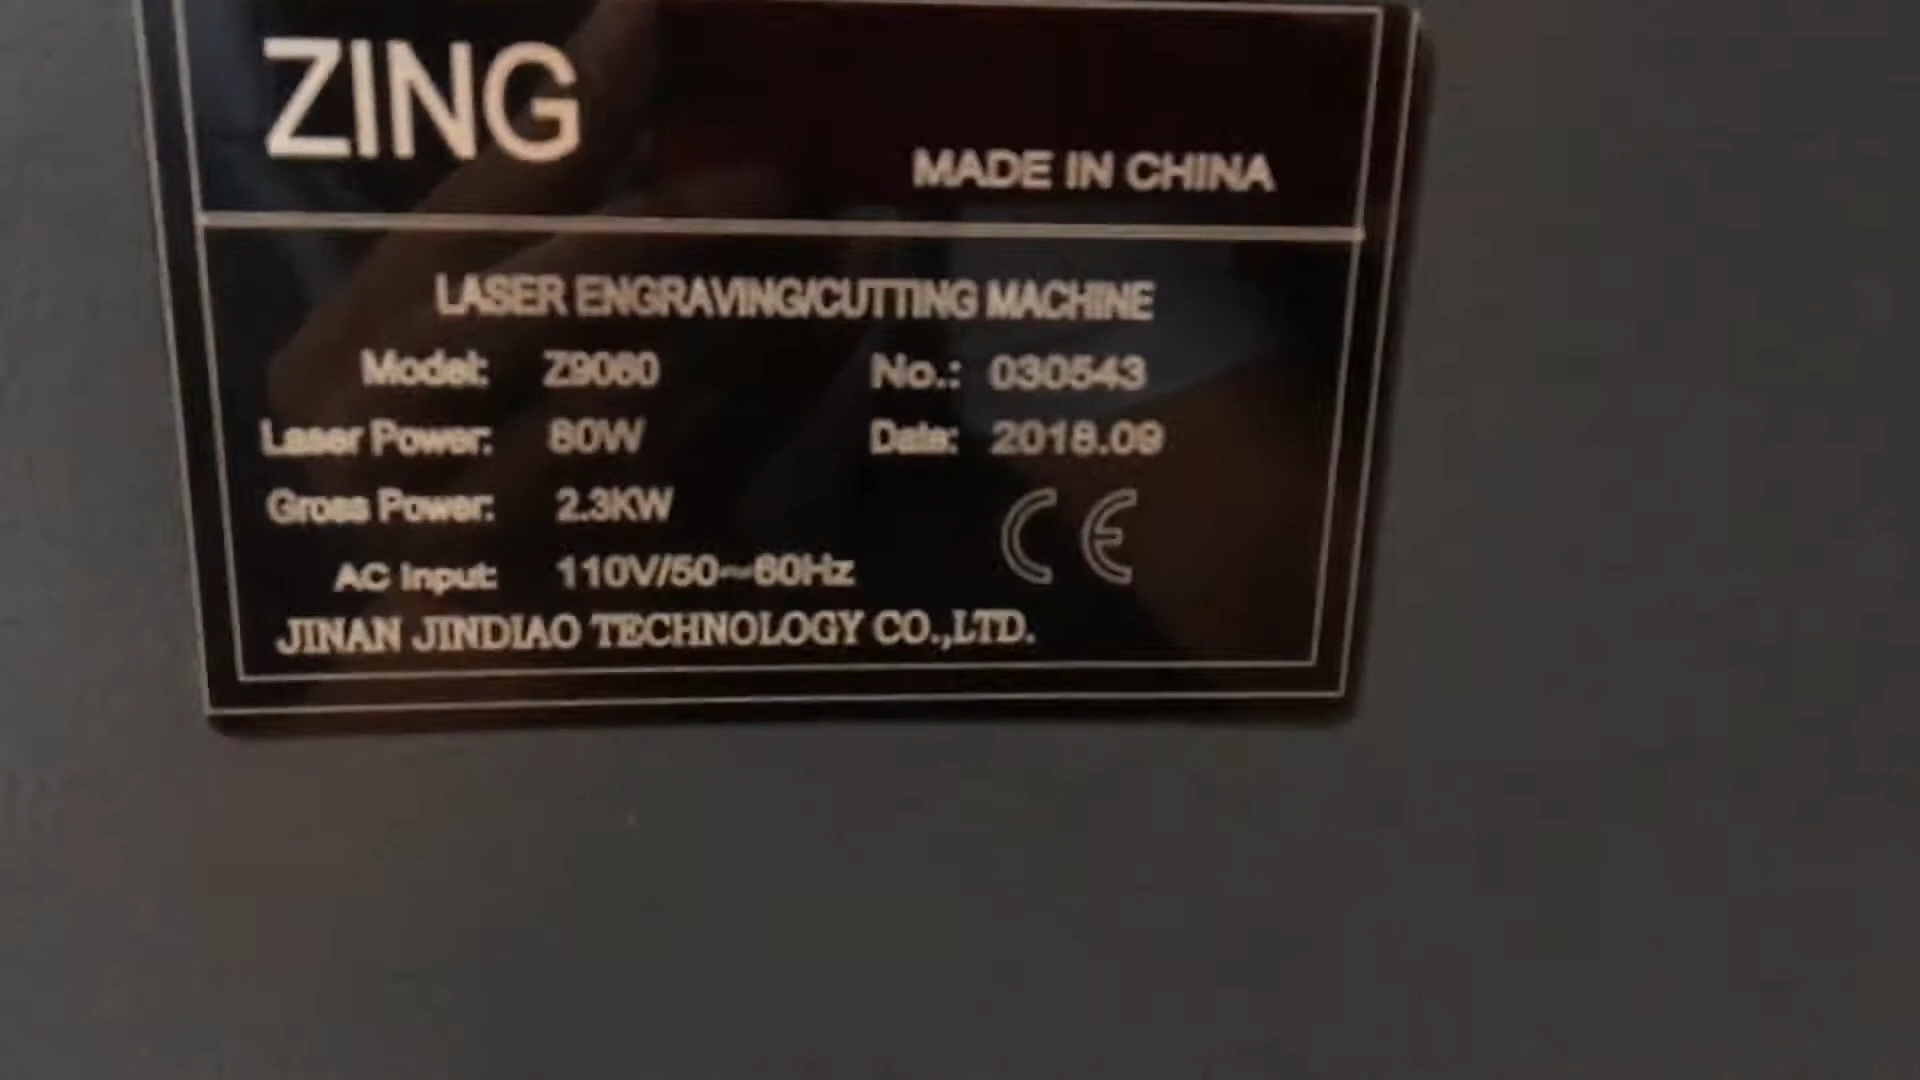 ZING
MADE IN CHINA
LASER ENGRAVING/CUTTING MACHINE
Model: Z9060 No.: 030543
Laser Power: 80W Date: 2018.09
Gross Power: 2.3KW CE
AC Input: 110V/50~60Hz
JINAN JINDIAO TECHNOLOGY CO.,LTD.